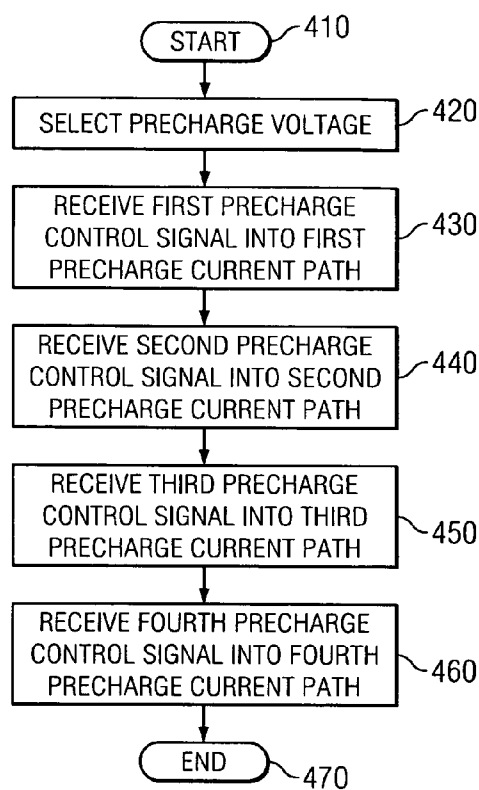 START
410
SELECT PRECHARGE VOLTAGE
420
RECEIVE FIRST PRECHARGE
CONTROL SIGNAL INTO FIRST
PRECHARGE CURRENT PATH
430
RECEIVE SECOND PRECHARGE
CONTROL SIGNAL INTO SECOND
PRECHARGE CURRENT PATH
440
RECEIVE THIRD PRECHARGE
CONTROL SIGNAL INTO THIRD
PRECHARGE CURRENT PATH
450
RECEIVE FOURTH PRECHARGE
CONTROL SIGNAL INTO FOURTH
PRECHARGE CURRENT PATH
460
END
470